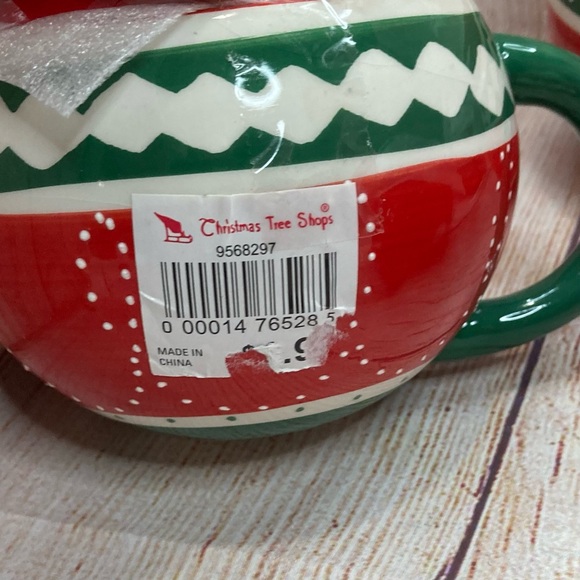 Christmas Tree Shops®
9568297
0 00014 76528 5
MADE IN
CHINA